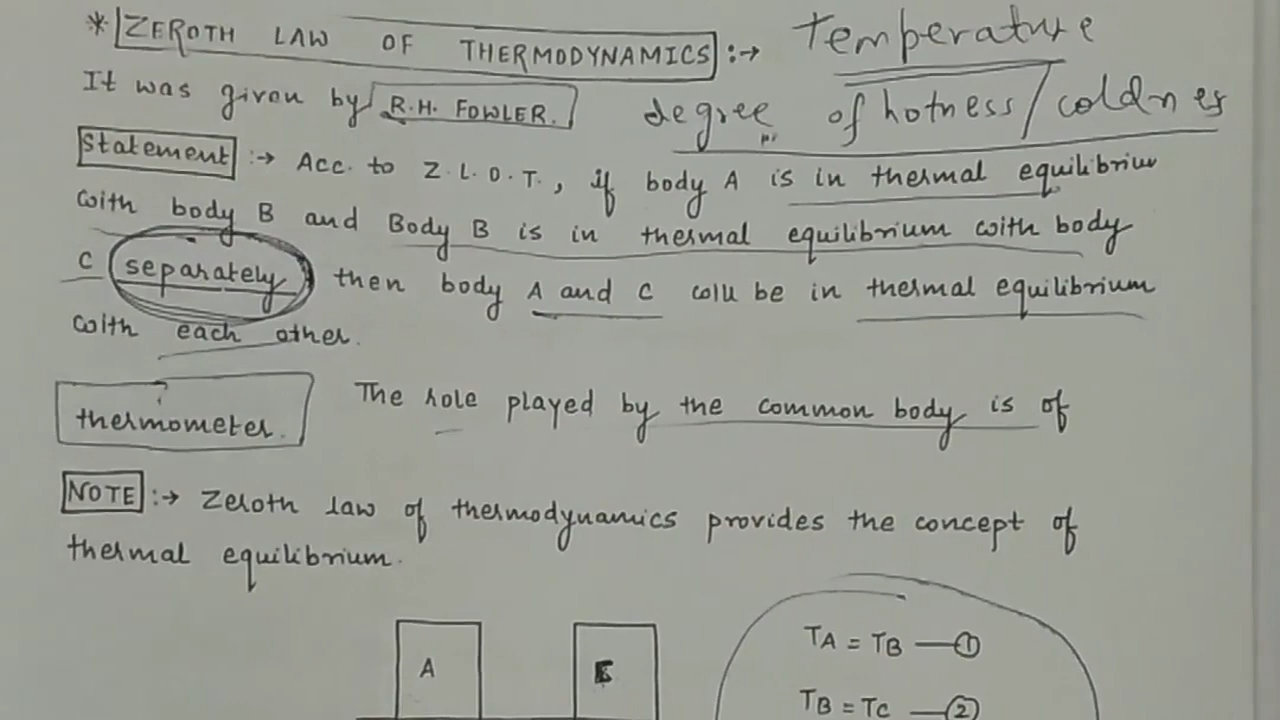 * ZEROTH LAW OF THERMODYNAMICS :→ Temperature
It was given by R.H. FOWLER. degree of hotness/coldnes
Statement :→ Acc. to Z.L.O.T., if body A is in thermal equilibrium
with body B and Body B is in thermal equilibrium with body
C separately then body A and C will be in thermal equilibrium
with each other.
The role played by the common body is of
thermometer.
NOTE :→ Zeroth law of thermodynamics provides the concept of
thermal equilibrium.
A
TA = TB —①
TB = TC —②